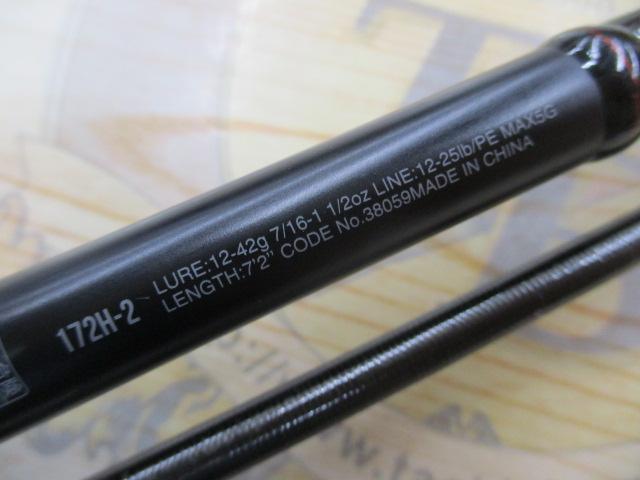 172H-2
LURE:12-42g 7/16-1 1/2oz LINE:12-25lb/PE MAX5G
LENGTH:7'2" CODE No.38059MADE IN CHINA